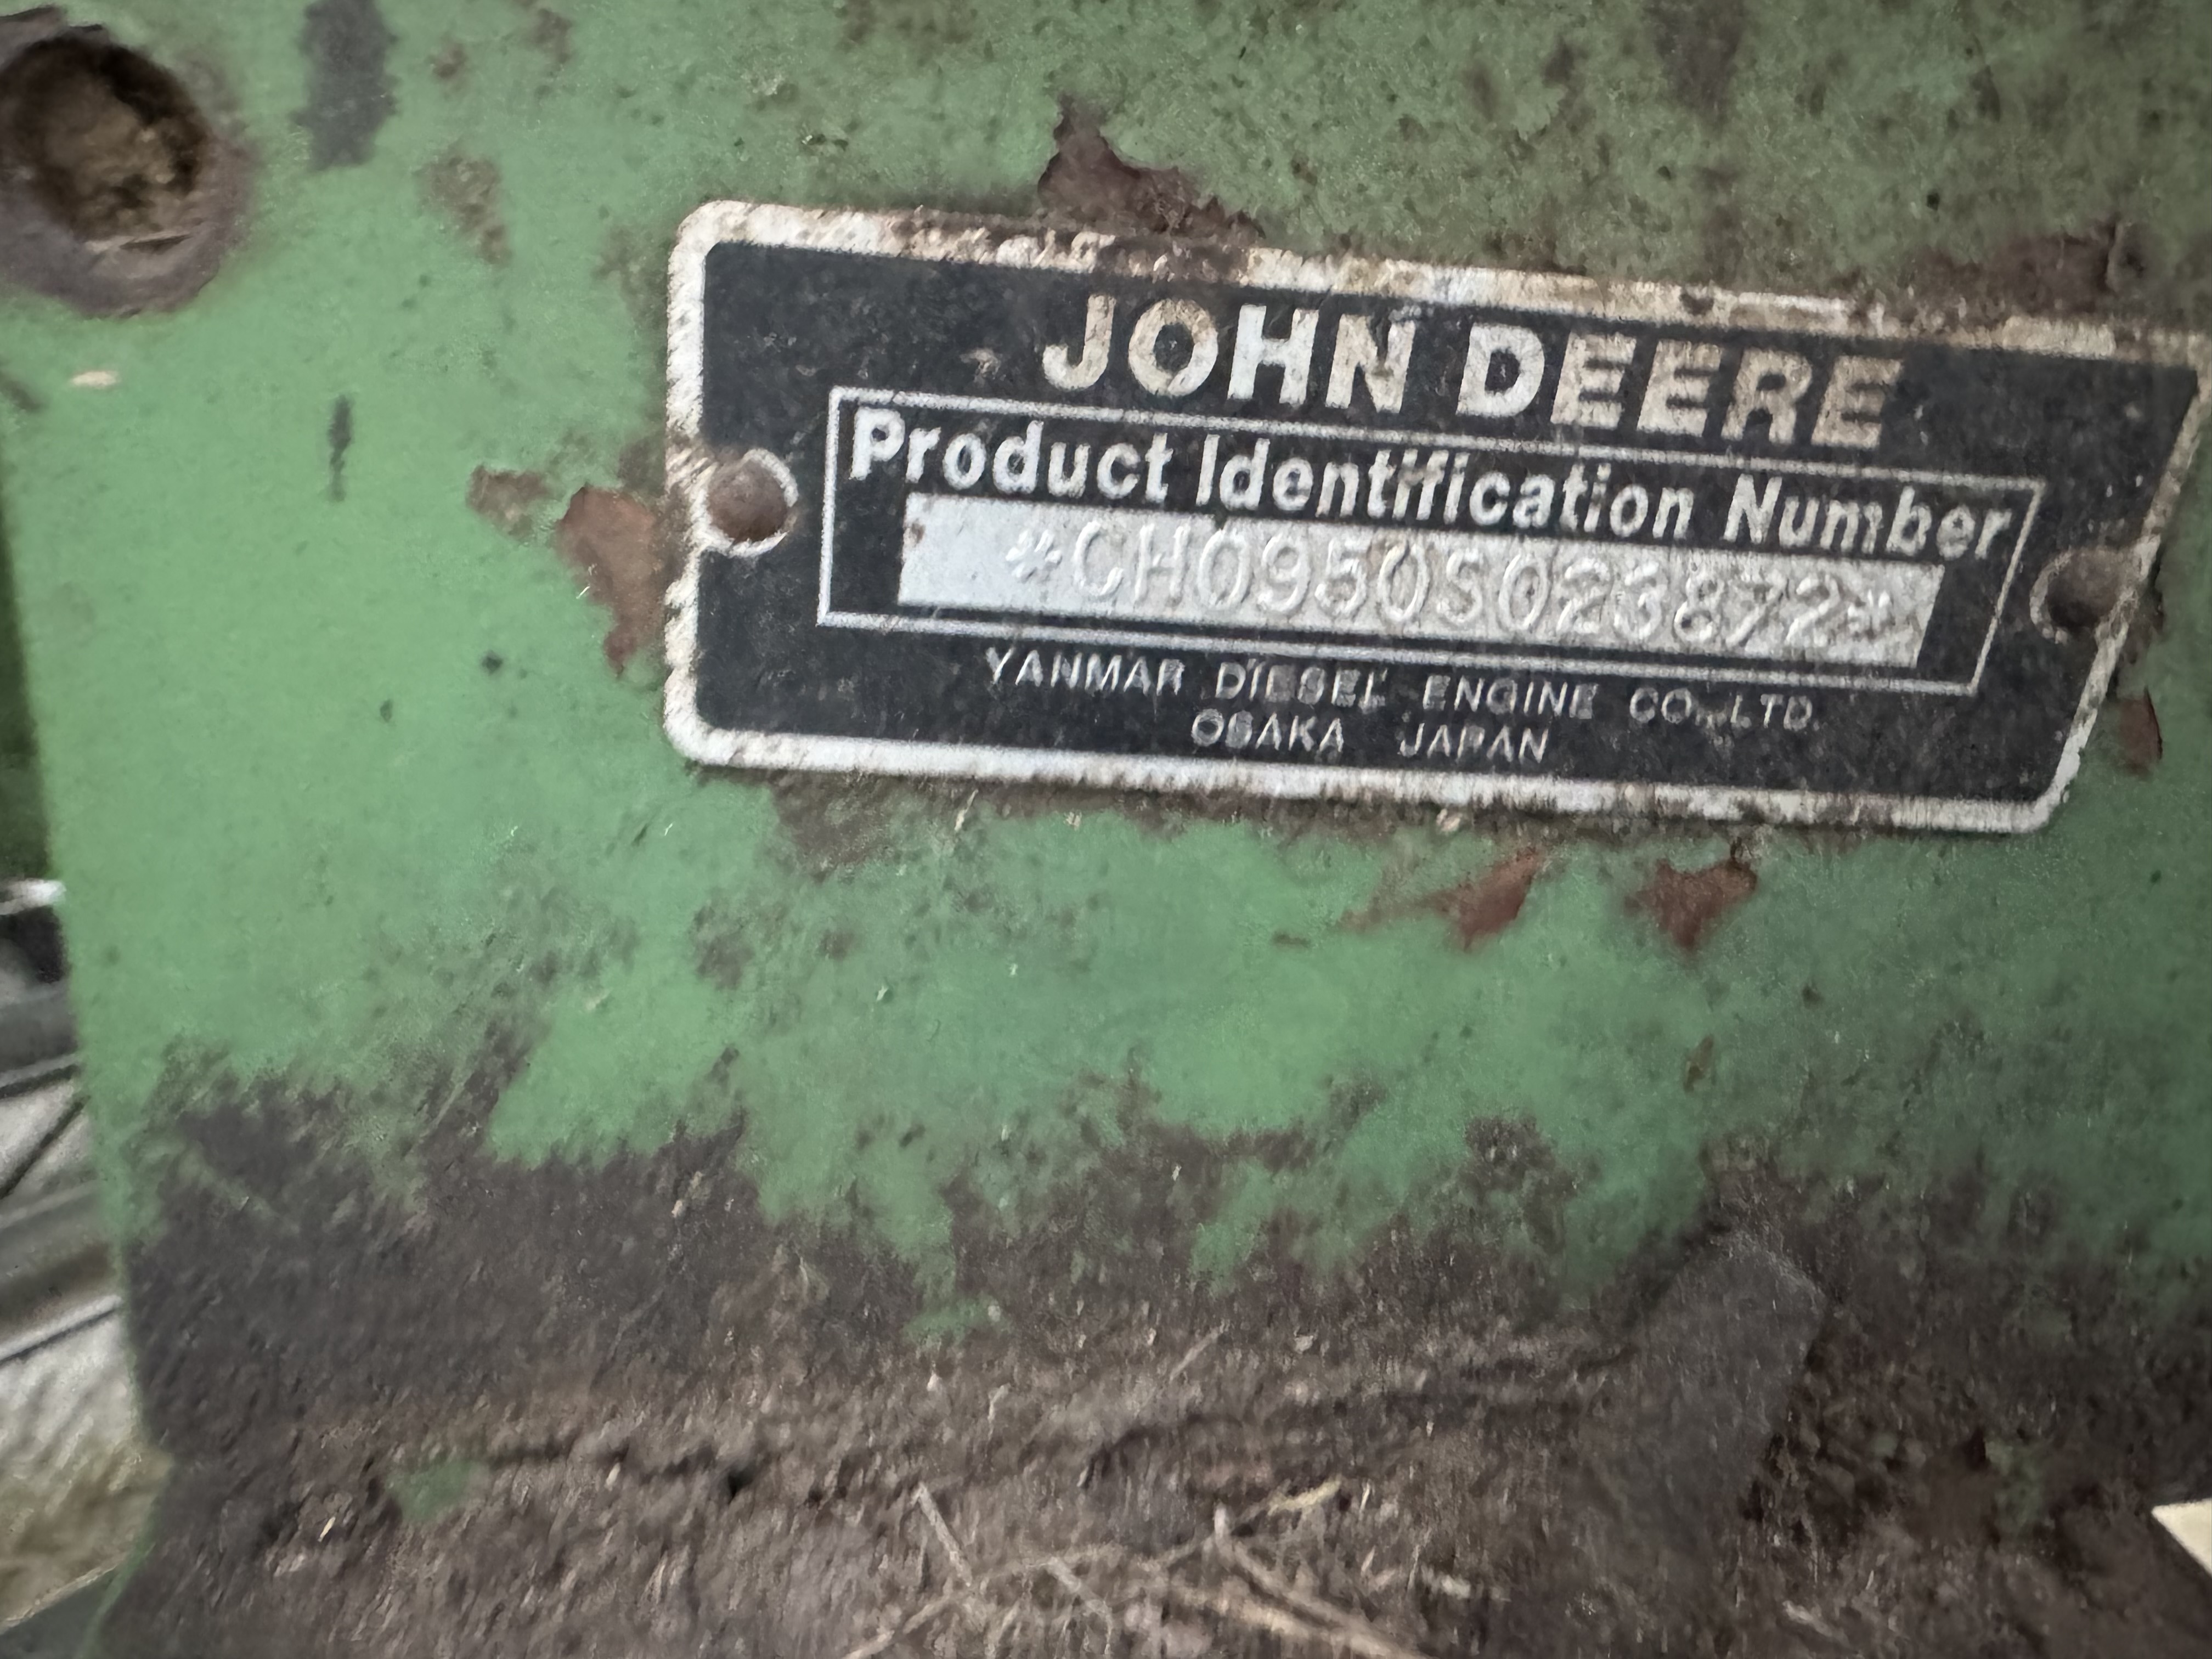 JOHN DEERE
Product Identification Number
*CH0950S023872*
YANMAR DIESEL ENGINE CO.,LTD.
OSAKA JAPAN